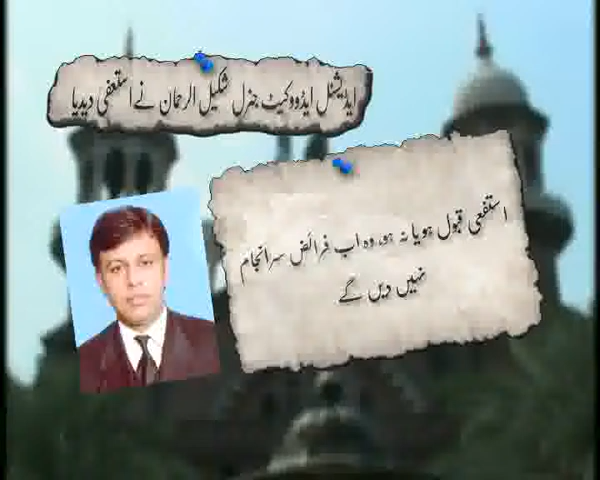 ایڈیشنل ایڈووکیٹ جنرل شکیل الرحمان نے استعفی دیدیا
استفعی قبول ہو یا نہ ہو، وہ اب فرائض سرانجام
نہیں دیں گے